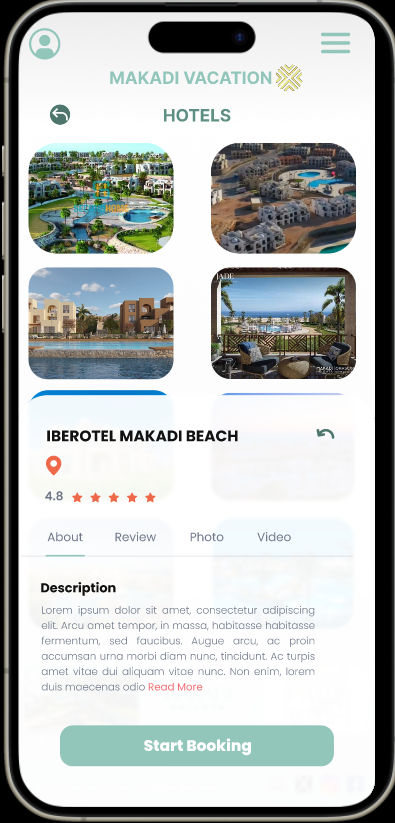 MAKADI VACATION
HOTELS
JADE
IBEROTEL MAKADI BEACH
4.8
About Review Photo Video
Description
Lorem ipsum dolor sit amet, consectetur adipiscing
elit. Arcu amet tempor, in massa, habitasse habitasse
fermentum, sed faucibus. Augue arcu, ac proin
accumsan urna morbi diam nunc, tincidunt. Ac turpis
amet vitae dui aliquam vitae nunc. Non enim, lorem
duis maecenas odio Read More
Start Booking